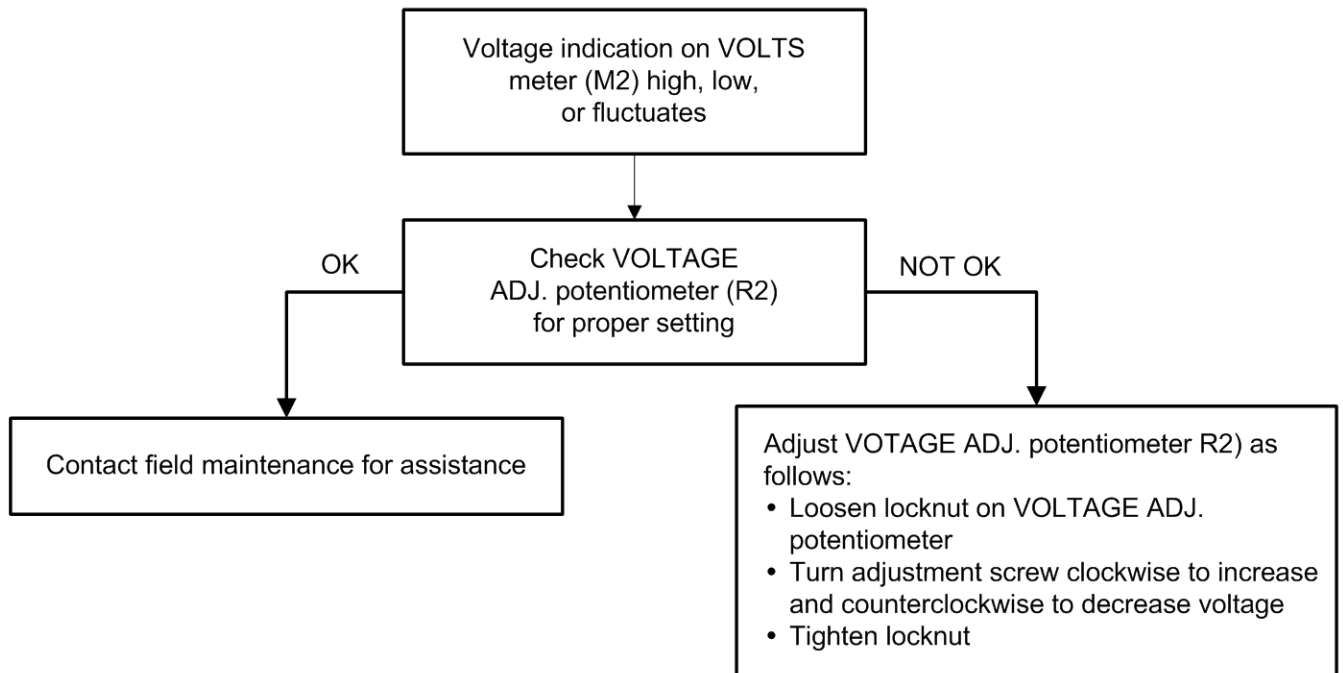 Voltage indication on VOLTS
meter (M2) high, low,
or fluctuates
OK
Check VOLTAGE
ADJ. potentiometer (R2)
for proper setting
NOT OK
Contact field maintenance for assistance
Adjust VOTAGE ADJ. potentiometer R2) as
follows:
• Loosen locknut on VOLTAGE ADJ.
potentiometer
• Turn adjustment screw clockwise to increase
and counterclockwise to decrease voltage
• Tighten locknut